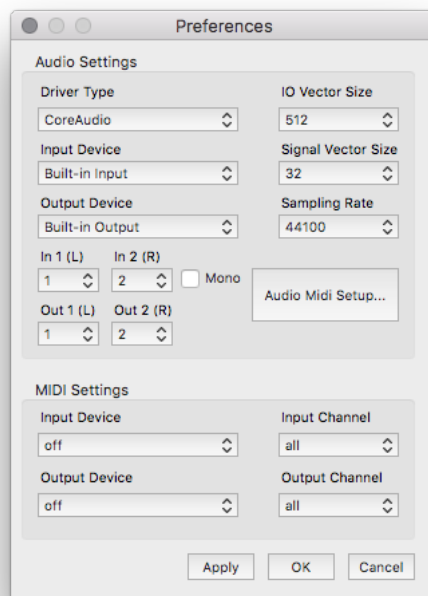 Preferences
Audio Settings
Driver Type IO Vector Size
CoreAudio 512
Input Device Signal Vector Size
Built-in Input 32
Output Device Sampling Rate
Built-in Output 44100
In 1 (L) In 2 (R)
1 2 Mono Audio Midi Setup...
Out 1 (L) Out 2 (R)
1 2
MIDI Settings
Input Device Input Channel
off all
Output Device Output Channel
off all
Apply OK Cancel